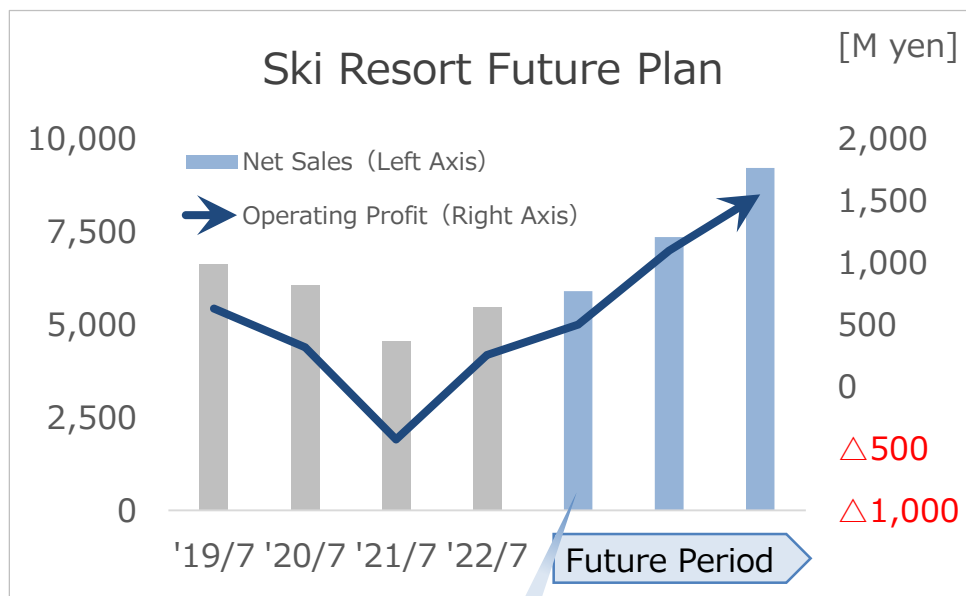 [M yen]
Ski Resort Future Plan
10,000
7,500
5,000
2,500
0
Net Sales（Left Axis）
Operating Profit（Right Axis）
2,000
1,500
1,000
500
0
△500
△1,000
'19/7 '20/7 '21/7 '22/7
Future Period